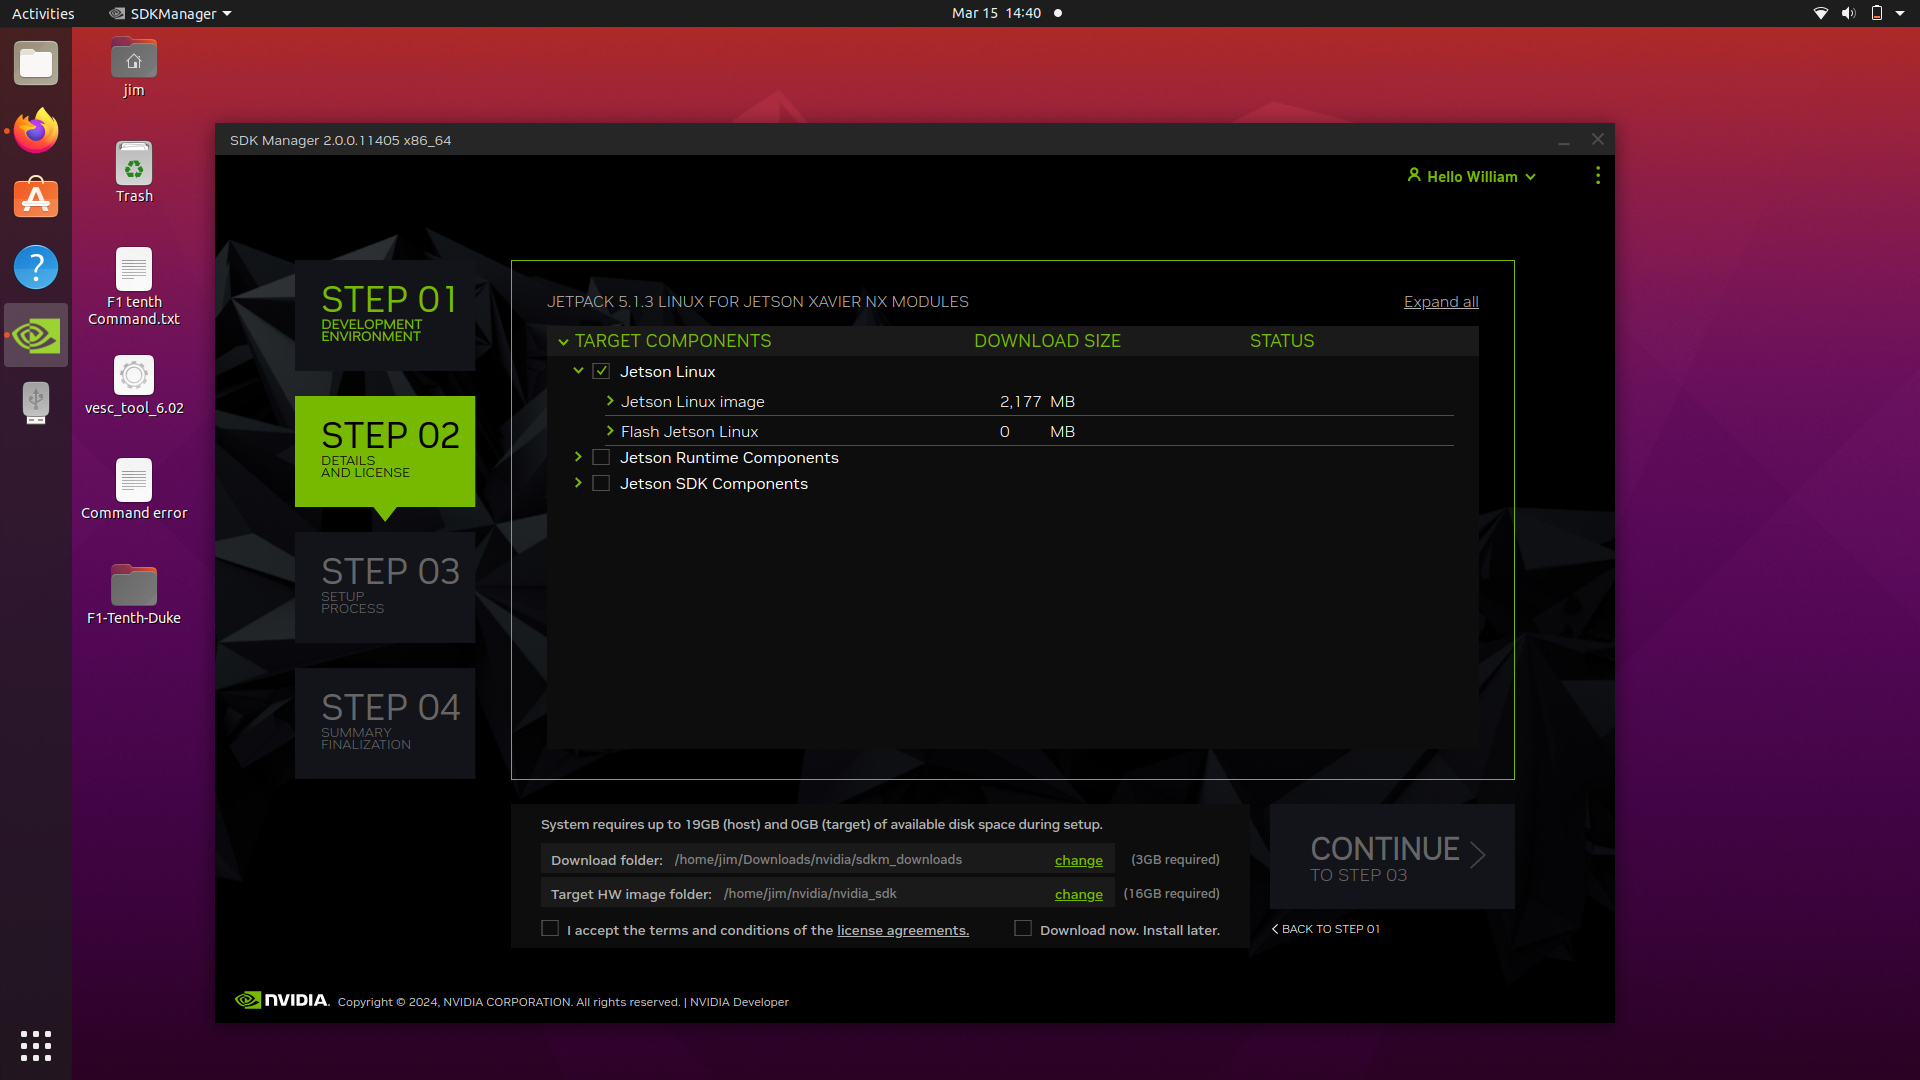 Activities
SDKManager
Mar 15 14:40
jim
Trash
F1 tenth
Command.txt
vesc_tool_6.02
Command error
F1-Tenth-Duke
SDK Manager 2.0.0.11405 x86_64
Hello William
STEP 01
DEVELOPMENT
ENVIRONMENT
STEP 02
DETAILS
AND LICENSE
STEP 03
SETUP
PROCESS
STEP 04
SUMMARY
FINALIZATION
JETPACK 5.1.3 LINUX FOR JETSON XAVIER NX MODULES
Expand all
TARGET COMPONENTS DOWNLOAD SIZE STATUS
Jetson Linux
Jetson Linux image 2,177 MB
Flash Jetson Linux 0 MB
Jetson Runtime Components
Jetson SDK Components
System requires up to 19GB (host) and 0GB (target) of available disk space during setup.
Download folder: /home/jim/Downloads/nvidia/sdkm_downloads change (3GB required)
Target HW image folder: /home/jim/nvidia/nvidia_sdk change (16GB required)
I accept the terms and conditions of the license agreements. Download now. Install later.
CONTINUE
TO STEP 03
BACK TO STEP 01
NVIDIA. Copyright © 2024, NVIDIA CORPORATION. All rights reserved. | NVIDIA Developer